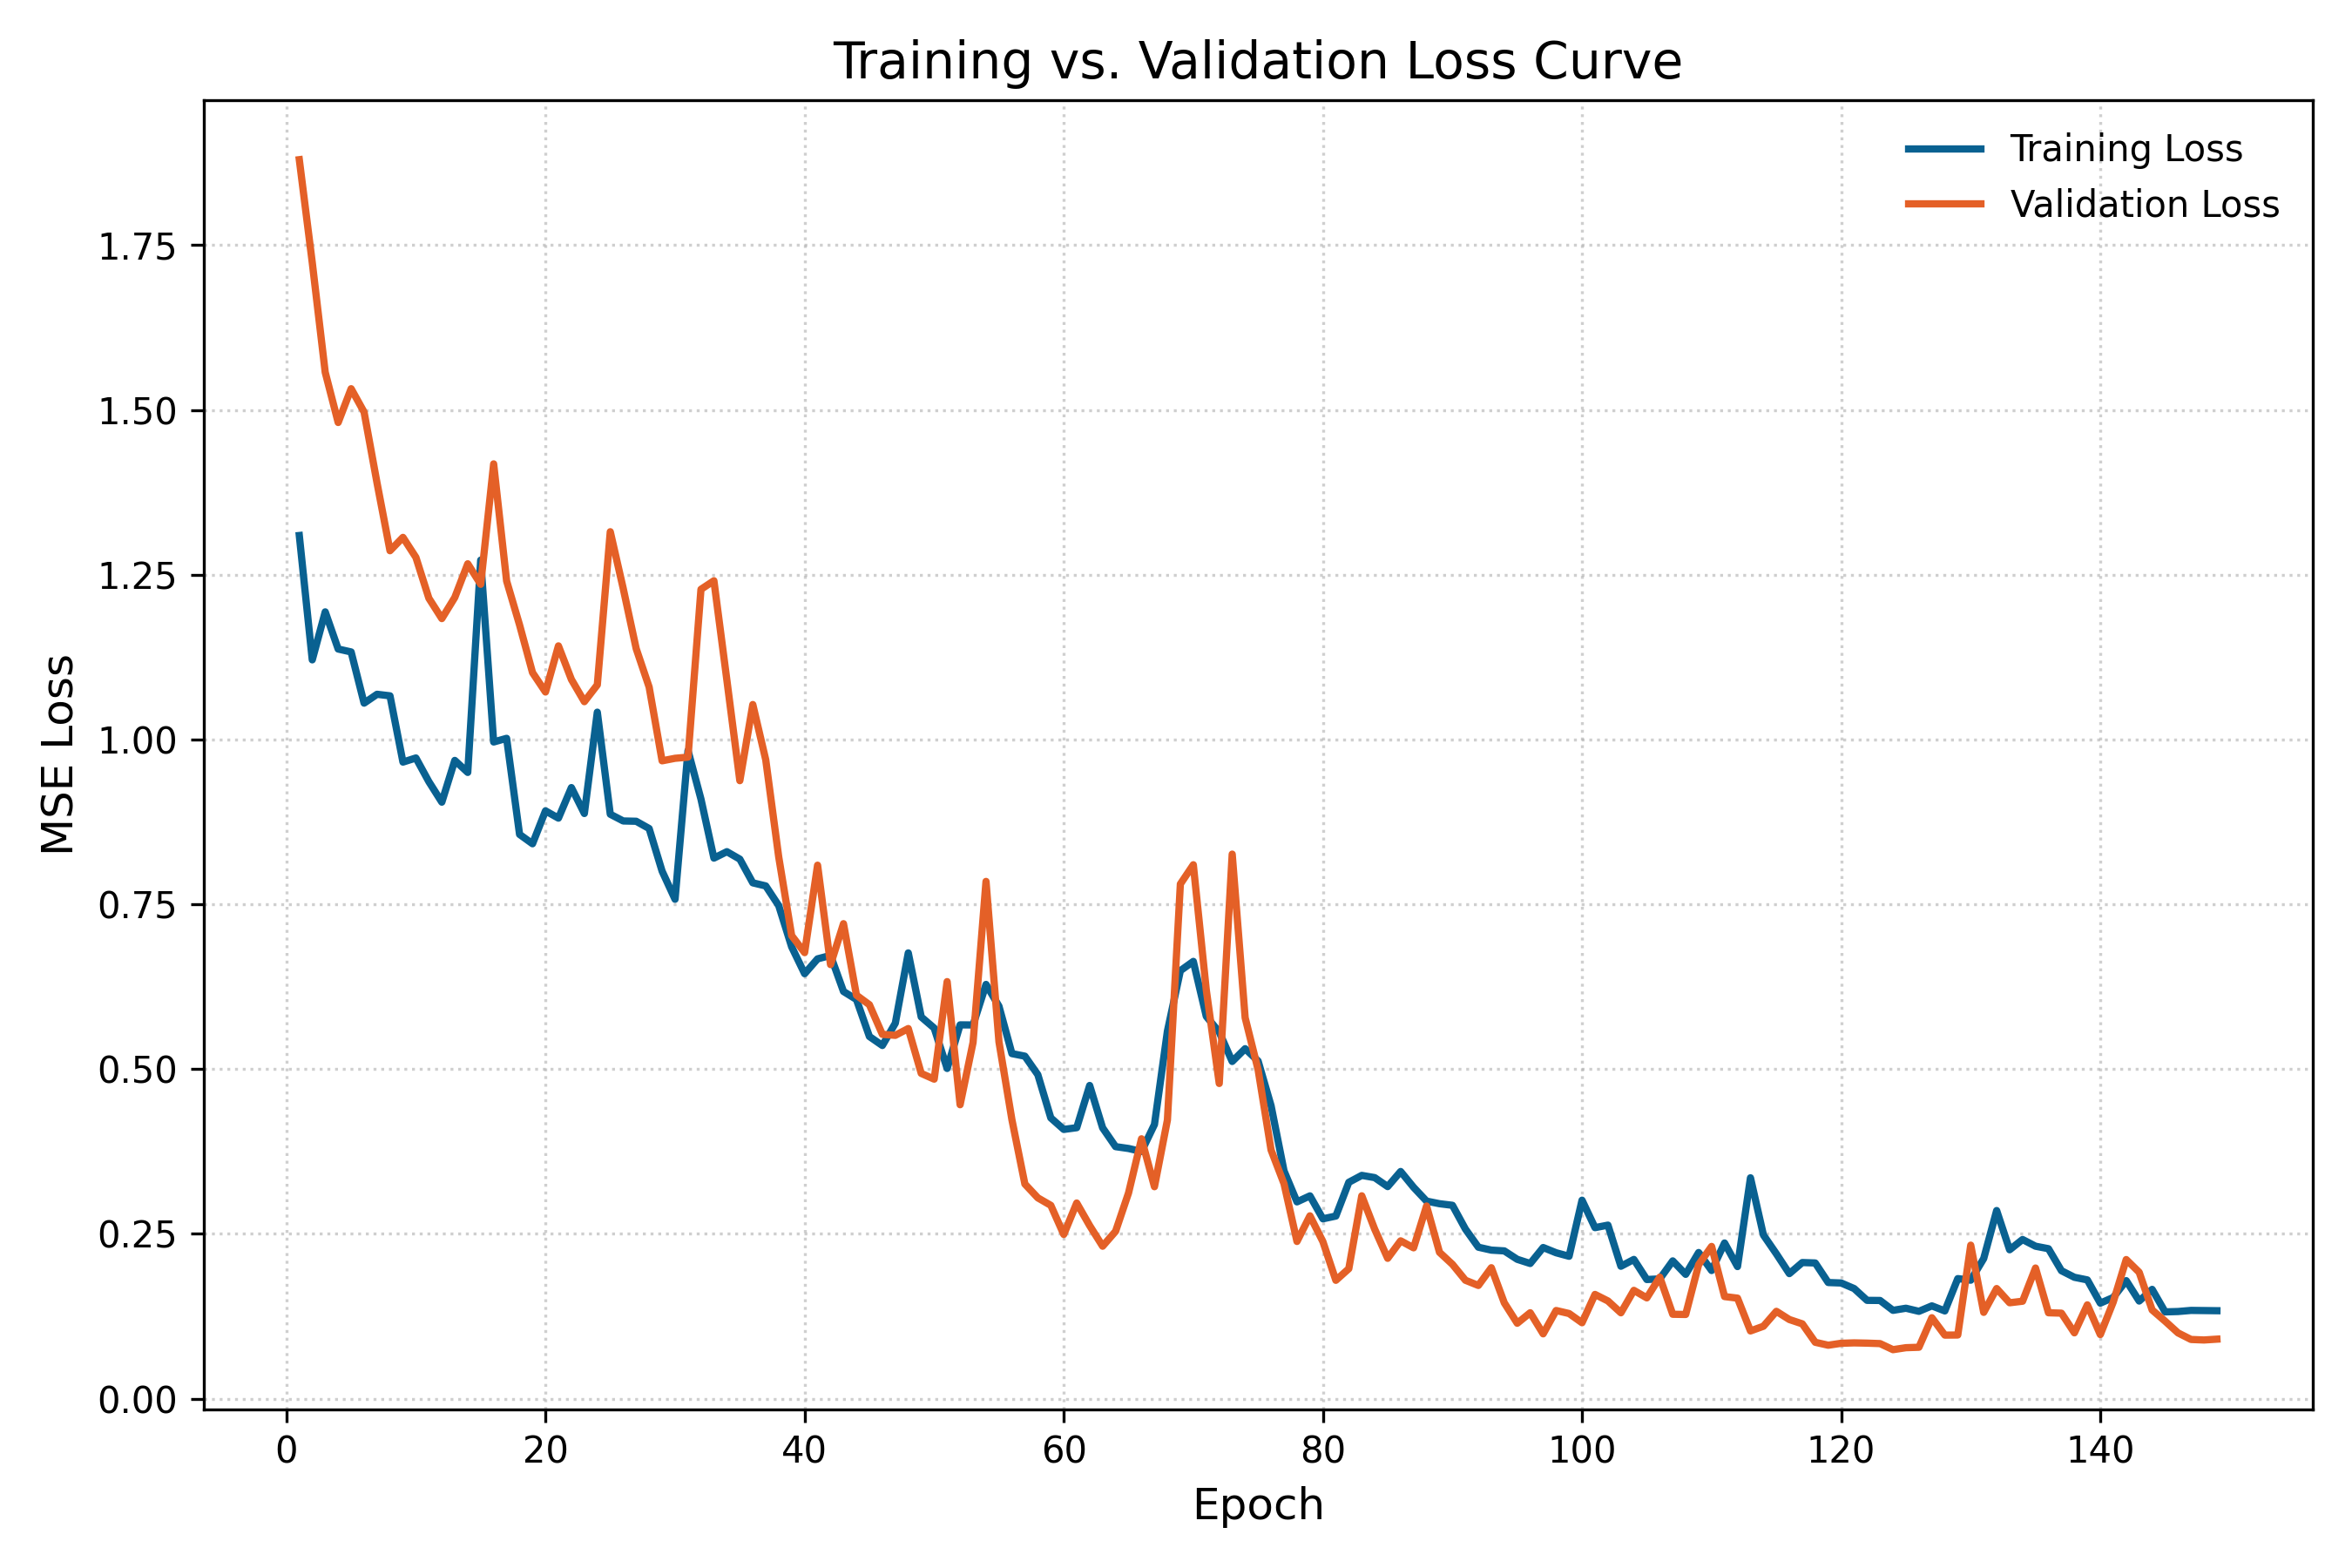 Training vs. Validation Loss Curve
Training Loss
Validation Loss
MSE Loss
1.75
1.50
1.25
1.00
0.75
0.50
0.25
0.00
0 20 40 60 80 100 120 140
Epoch